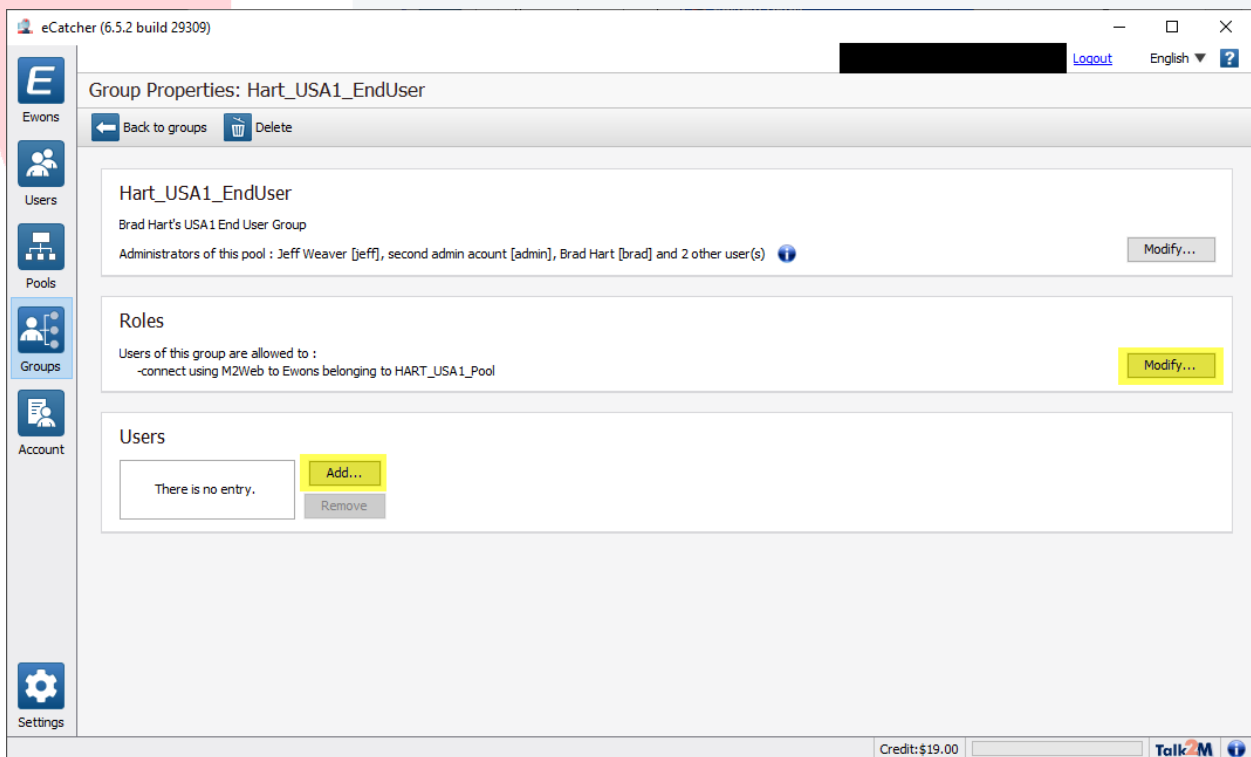 eCatcher (6.5.2 build 29309)
Logout English ▼ ?
E
Ewons
Users
Pools
Groups
Account
Settings
Group Properties: Hart_USA1_EndUser
Back to groups Delete
Hart_USA1_EndUser
Brad Hart's USA1 End User Group
Administrators of this pool : Jeff Weaver [jeff], second admin acount [admin], Brad Hart [brad] and 2 other user(s)
Modify...
Roles
Users of this group are allowed to :
-connect using M2Web to Ewons belonging to HART_USA1_Pool
Modify...
Users
There is no entry.
Add...
Remove
Credit:$19.00
Talk2M